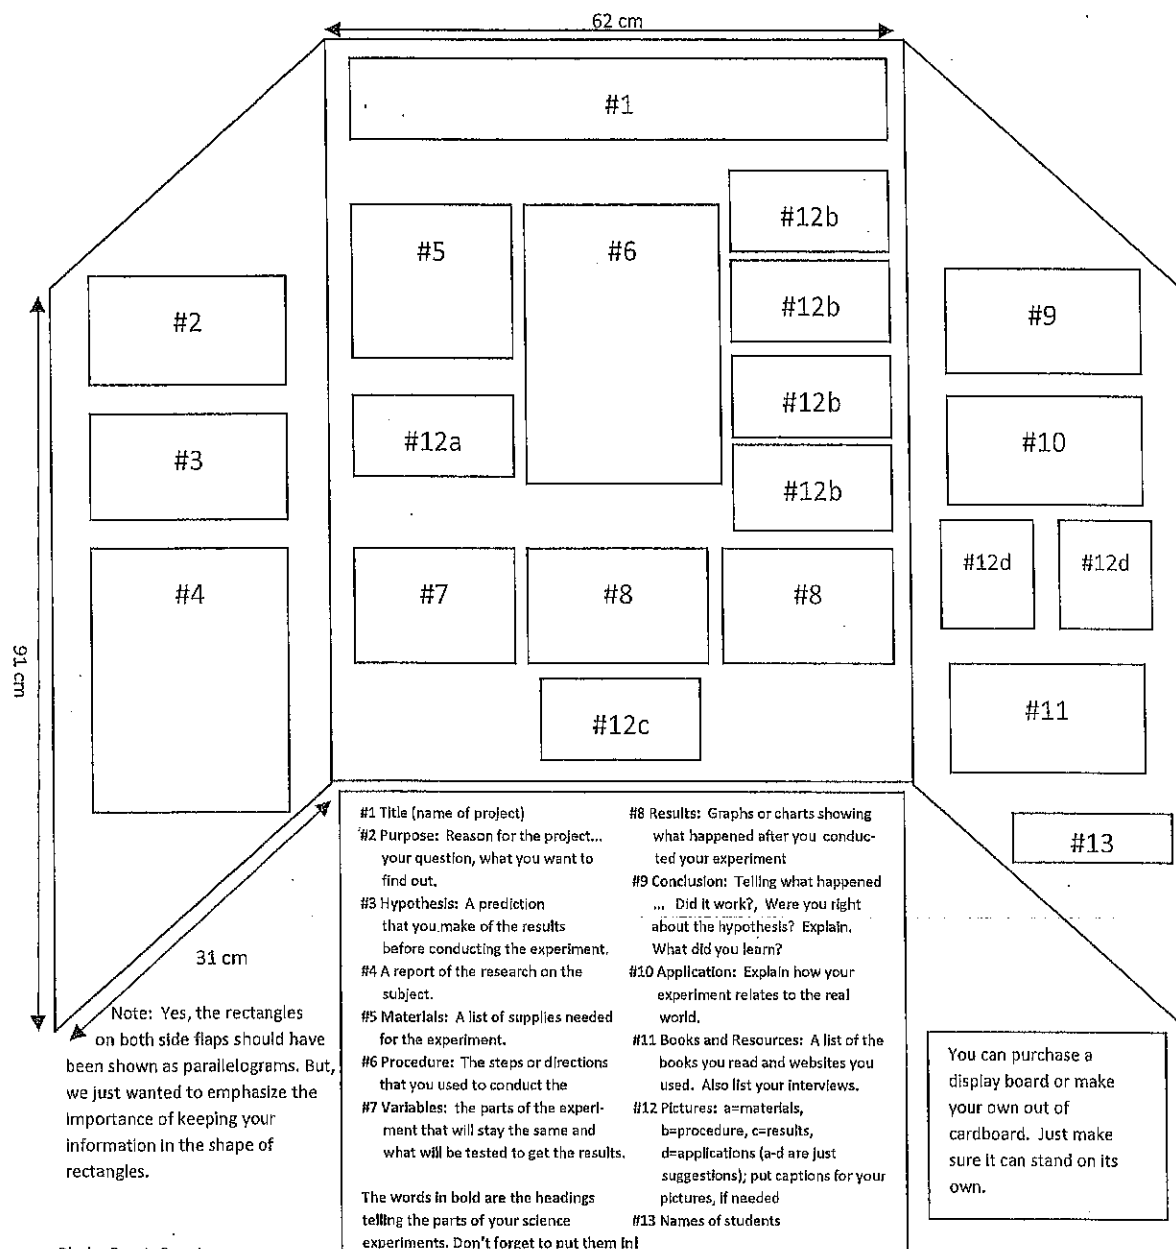 62 cm
#1
#12b
#5
#6
#12b
#2
#9
#12b
#12a
#10
#3
#12b
#12d
#12d
#4
#7
#8
#8
91 cm
#11
#12c
#13
31 cm
#1 Title (name of project)
#2 Purpose: Reason for the project...
your question, what you want to
find out.
#3 Hypothesis: A prediction
that you make of the results
before conducting the experiment.
#4 A report of the research on the
subject.
#5 Materials: A list of supplies needed
for the experiment.
#6 Procedure: The steps or directions
that you used to conduct the
#7 Variables: the parts of the experi-
ment that will stay the same and
what will be tested to get the results.
The words in bold are the headings
telling the parts of your science
experiments. Don't forget to put them in!
#8 Results: Graphs or charts showing
what happened after you conduc-
ted your experiment
#9 Conclusion: Telling what happened
... Did it work?, Were you right
about the hypothesis? Explain.
What did you learn?
#10 Application: Explain how your
experiment relates to the real
world.
#11 Books and Resources: A list of the
books you read and websites you
used. Also list your interviews.
#12 Pictures: a=materials,
b=procedure, c=results,
d=applications (a-d are just
suggestions); put captions for your
pictures, if needed
#13 Names of students
Note: Yes, the rectangles
on both side flaps should have
been shown as parallelograms. But,
we just wanted to emphasize the
importance of keeping your
information in the shape of
rectangles.
You can purchase a
display board or make
your own out of
cardboard. Just make
sure it can stand on its
own.